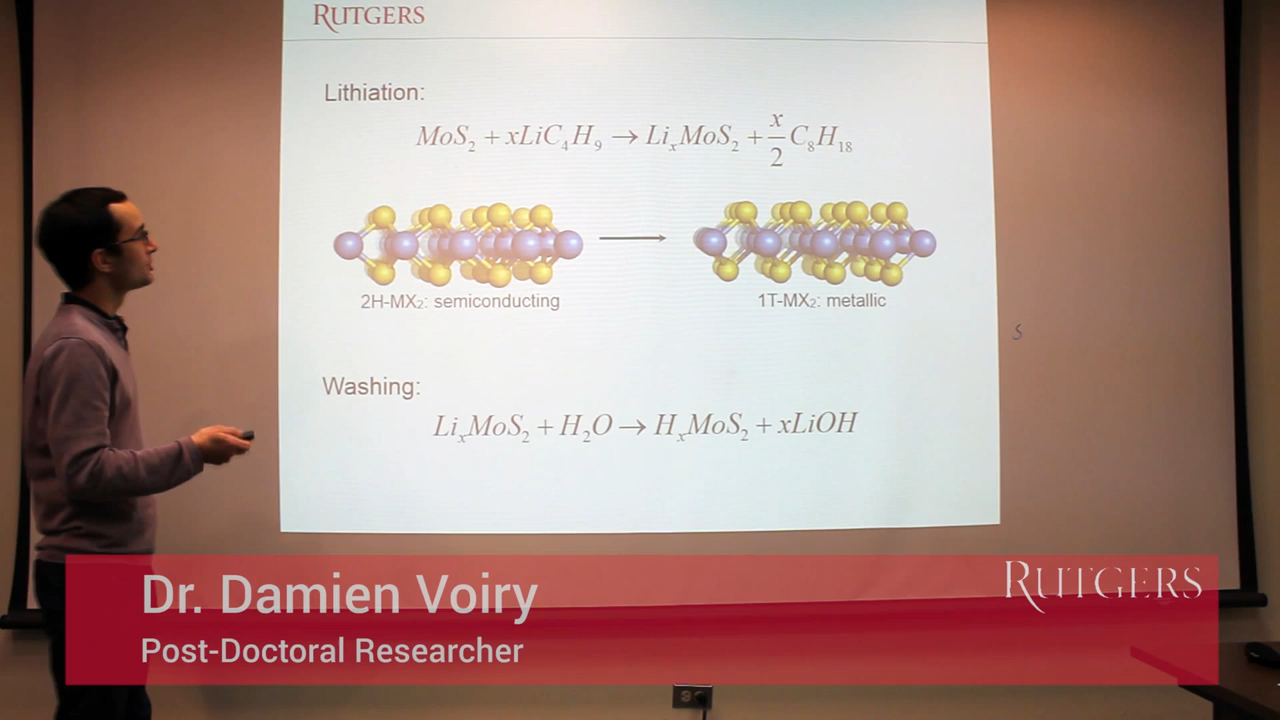 RUTGERS
Lithiation:
MoS₂ + xLiC₄H₉ → LiₓMoS₂ + x/2 C₈H₁₈
2H-MX₂: semiconducting
1T-MX₂: metallic
Washing:
LiₓMoS₂ + H₂O → HₓMoS₂ + xLiOH
S
Dr. Damien Voiry
RUTGERS
Post-Doctoral Researcher